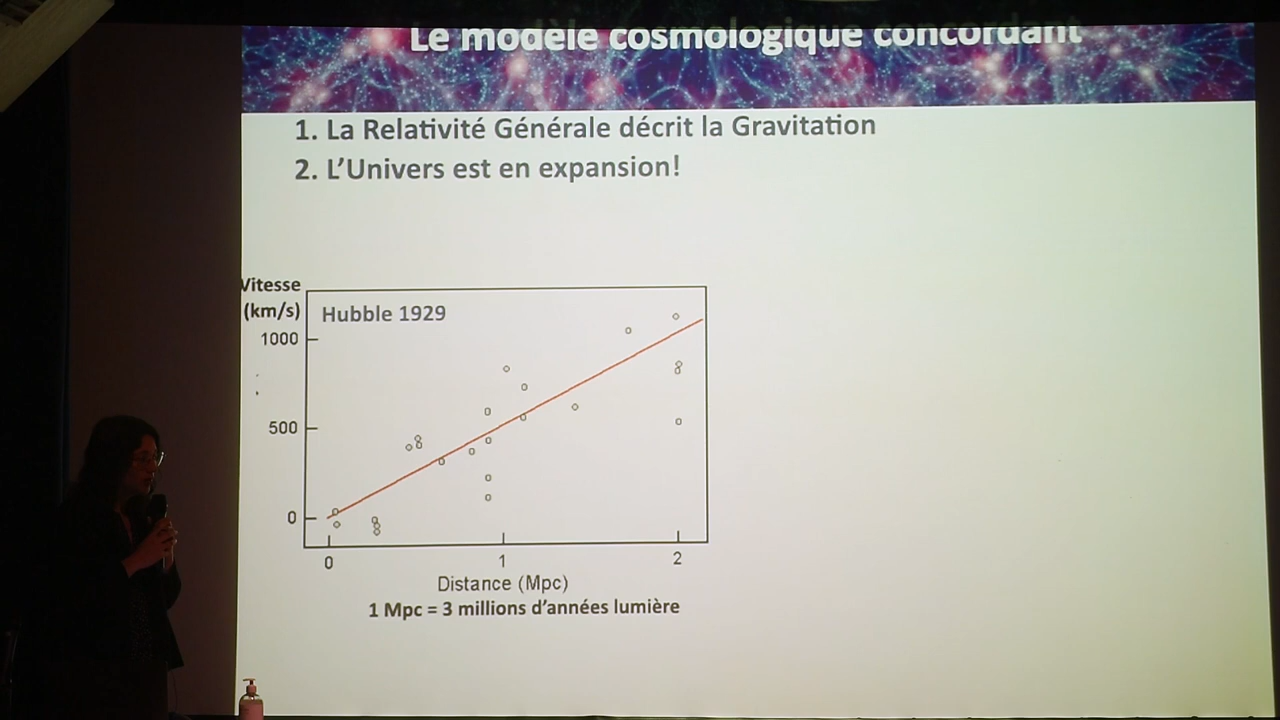 Le modèle cosmologique concordant
1. La Relativité Générale décrit la Gravitation
2. L’Univers est en expansion!
Vitesse
(km/s)
Hubble 1929
1000
500
0
0 1 2
Distance (Mpc)
1 Mpc = 3 millions d’années lumière